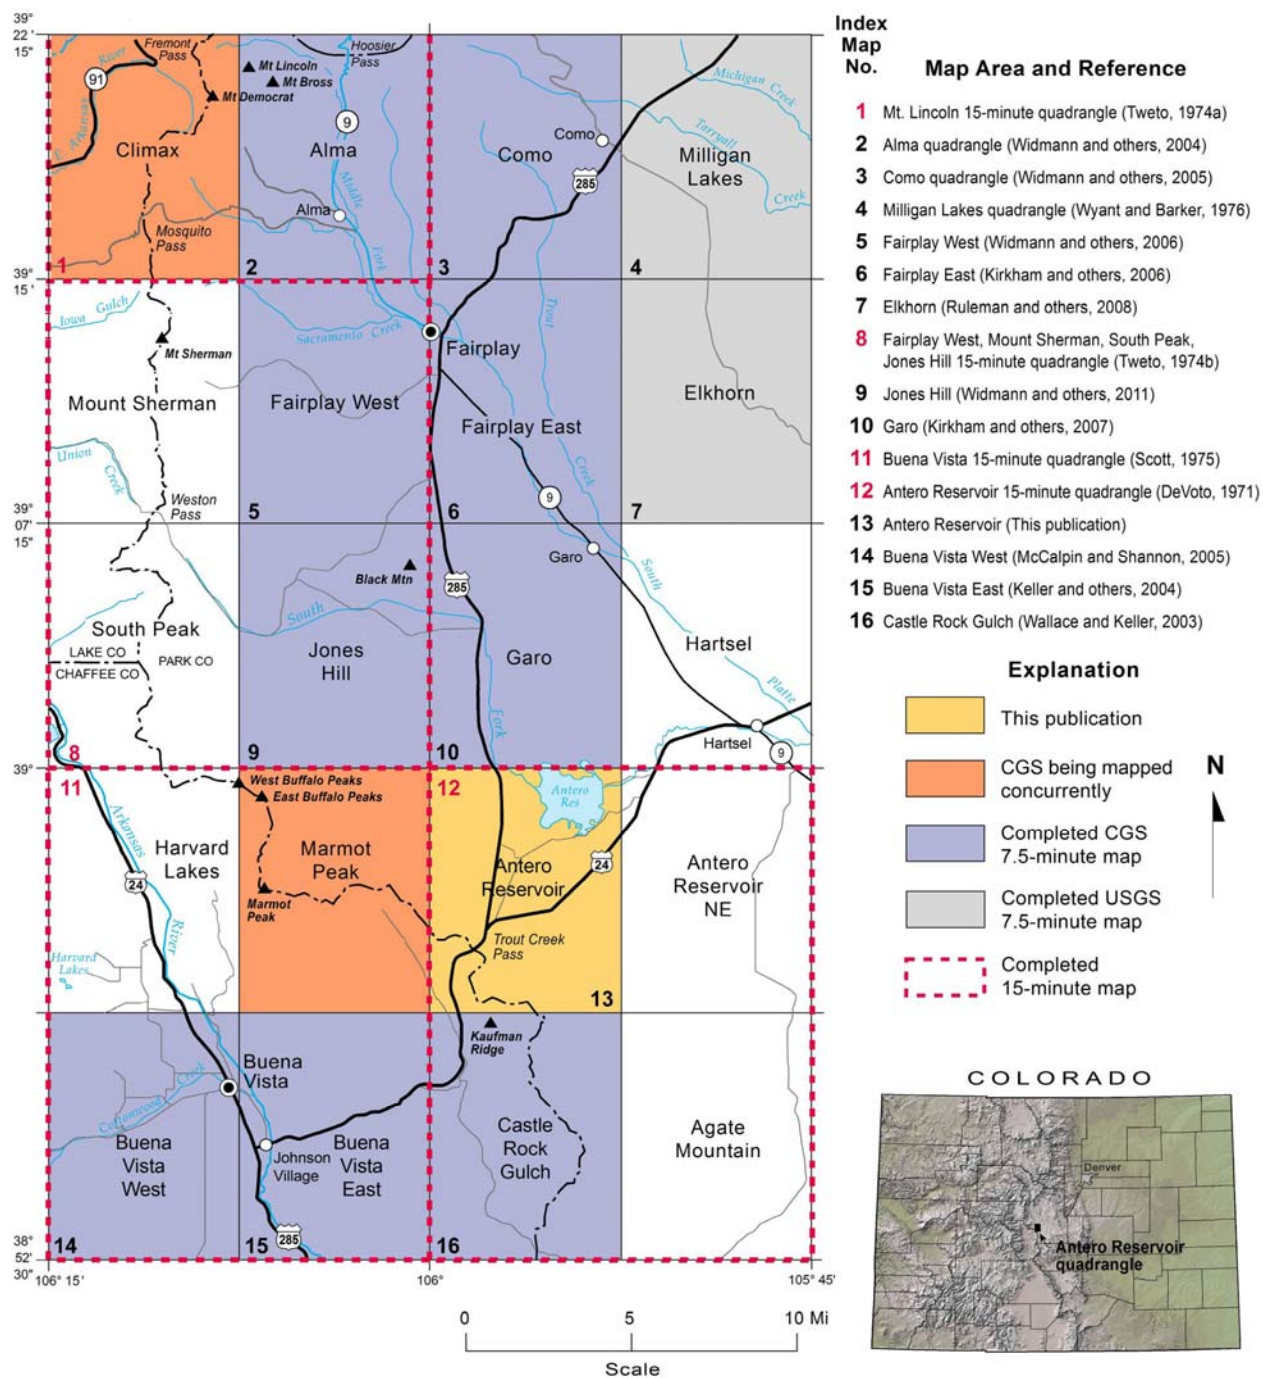 39°
22'
15"
Fremont
Pass
River
E. Arkansas
91
Mt Lincoln
Mt Bross
Mt Democrat
Hoosier
Pass
9
Climax
Alma
Middle
Fork
Alma
Mosquito
Pass
Como
Como
285
Michigan Creek
Tarryall
Creek
Milligan
Lakes
1
2
3
4
39°
15'
Iowa Gulch
Sacramento Creek
Trout
Mt Sherman
Fairplay
Mount Sherman
Fairplay West
Fairplay East
Elkhorn
Union
Creek
Creek
Weston
Pass
9
5
6
7
39°
07'
15"
Black Mtn
Garo
285
South
South
South Peak
LAKE CO
PARK CO
CHAFFEE CO
Jones
Hill
Garo
Hartsel
Platte
Fork
Hartsel
9
8
9
10
39°
11
12
West Buffalo Peaks
East Buffalo Peaks
Antero
Res
Arkansas
River
Harvard
Lakes
Marmot
Peak
Antero
Reservoir
24
24
Antero
Reservoir
NE
Marmot
Peak
Trout Creek
Pass
Harvard
Lakes
13
Kaufman
Ridge
Buena
Vista
Cottonwood Creek
Buena
Vista
West
Johnson
Village
Buena
Vista
East
Castle
Rock
Gulch
Agate
Mountain
285
14
15
16
38°
52'
30"
106° 15'
106°
105° 45'
0
5
10 Mi
Scale
Index
Map
No.
Map Area and Reference
1 Mt. Lincoln 15-minute quadrangle (Tweto, 1974a)
2 Alma quadrangle (Widmann and others, 2004)
3 Como quadrangle (Widmann and others, 2005)
4 Milligan Lakes quadrangle (Wyant and Barker, 1976)
5 Fairplay West (Widmann and others, 2006)
6 Fairplay East (Kirkham and others, 2006)
7 Elkhorn (Ruleman and others, 2008)
8 Fairplay West, Mount Sherman, South Peak,
Jones Hill 15-minute quadrangle (Tweto, 1974b)
9 Jones Hill (Widmann and others, 2011)
10 Garo (Kirkham and others, 2007)
11 Buena Vista 15-minute quadrangle (Scott, 1975)
12 Antero Reservoir 15-minute quadrangle (DeVoto, 1971)
13 Antero Reservoir (This publication)
14 Buena Vista West (McCalpin and Shannon, 2005)
15 Buena Vista East (Keller and others, 2004)
16 Castle Rock Gulch (Wallace and Keller, 2003)
Explanation
This publication
CGS being mapped
concurrently
Completed CGS
7.5-minute map
Completed USGS
7.5-minute map
Completed
15-minute map
N
COLORADO
Denver
Antero Reservoir
quadrangle